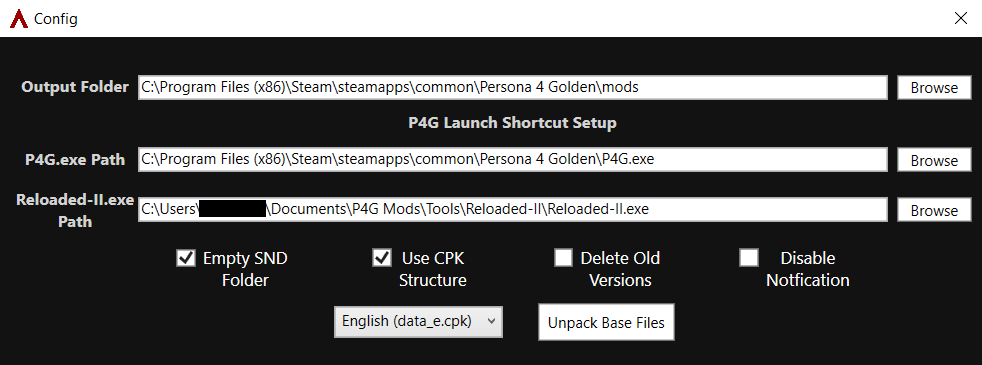 Config
Output Folder C:\Program Files (x86)\Steam\steamapps\common\Persona 4 Golden\mods Browse
P4G Launch Shortcut Setup
P4G.exe Path C:\Program Files (x86)\Steam\steamapps\common\Persona 4 Golden\P4G.exe Browse
Reloaded-II.exe
Path C:\Users\ \Documents\P4G Mods\Tools\Reloaded-II\Reloaded-II.exe Browse
Empty SND Use CPK Delete Old Disable
Folder Structure Versions Notfication
English (data_e.cpk) Unpack Base Files